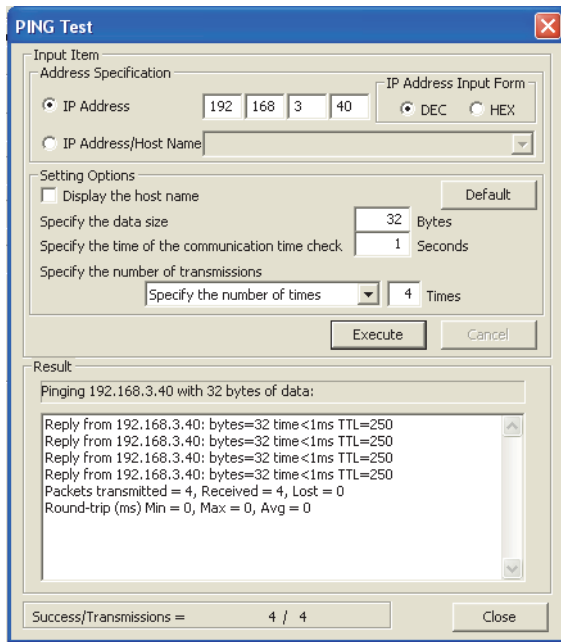 PING Test
Input Item
Address Specification
IP Address Input Form
IP Address 192 168 3 40 DEC HEX
IP Address/Host Name
Setting Options
Display the host name Default
Specify the data size 32 Bytes
Specify the time of the communication time check 1 Seconds
Specify the number of transmissions
Specify the number of times 4 Times
Execute Cancel
Result
Pinging 192.168.3.40 with 32 bytes of data:
Reply from 192.168.3.40: bytes=32 time<1ms TTL=250
Reply from 192.168.3.40: bytes=32 time<1ms TTL=250
Reply from 192.168.3.40: bytes=32 time<1ms TTL=250
Reply from 192.168.3.40: bytes=32 time<1ms TTL=250
Packets transmitted = 4, Received = 4, Lost = 0
Round-trip (ms) Min = 0, Max = 0, Avg = 0
Success/Transmissions = 4 / 4 Close